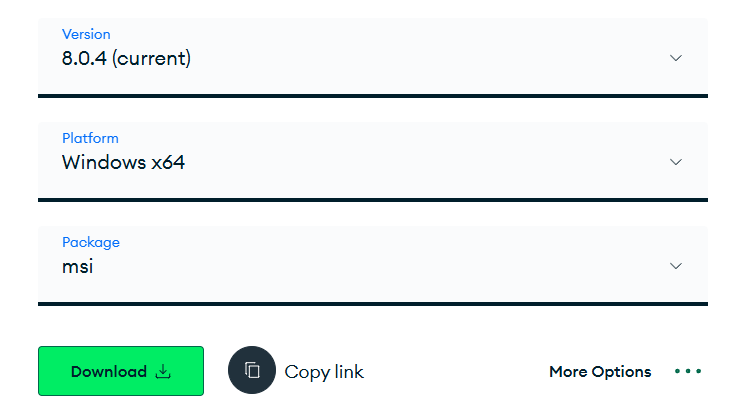 Version
8.0.4 (current)
Platform
Windows x64
Package
msi
Download
Copy link
More Options